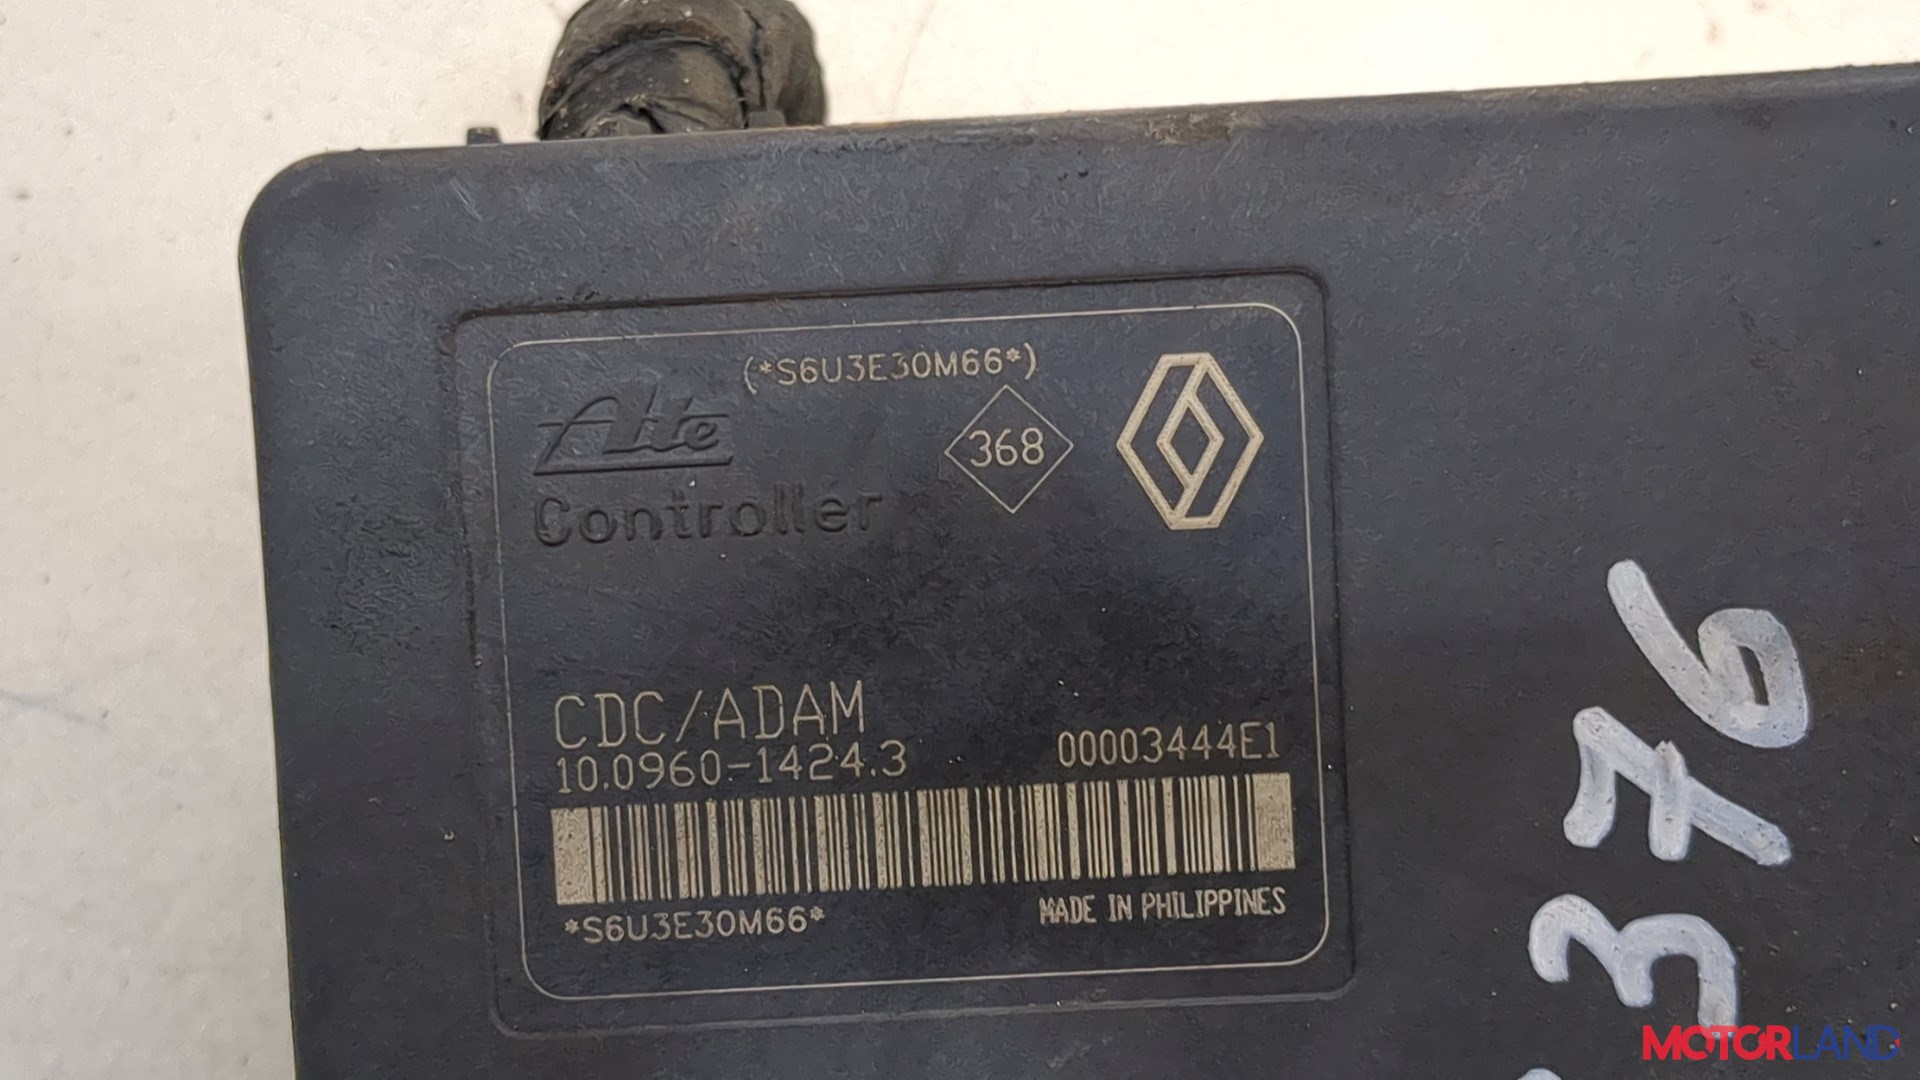 (*S6U3E30M66*)
Ate
368
Controller
CDC/ADAM
10.0960-1424.3
00003444E1
*S6U3E30M66*
MADE IN PHILIPPINES
376
MOTORLAND